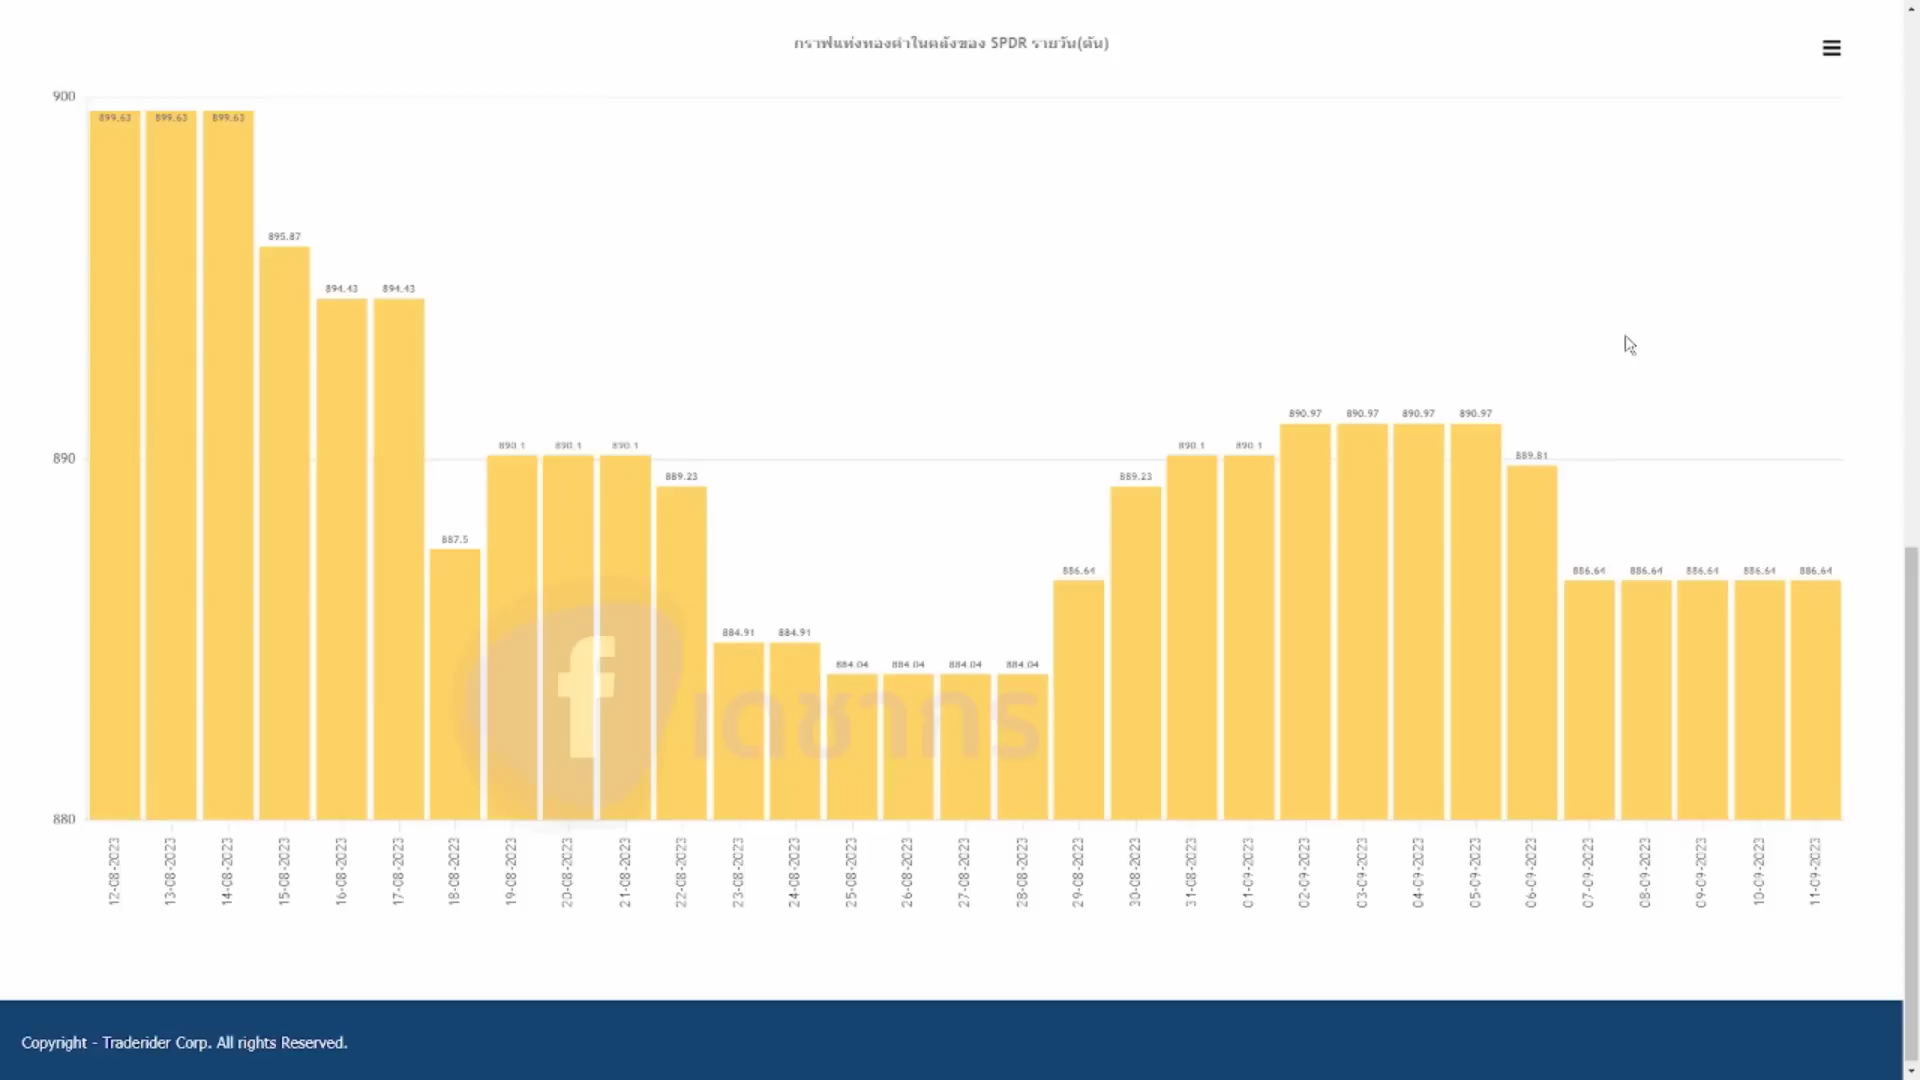 กราฟแท่งทองคำในคลังของ SPDR รายวัน(ตัน)
900
899.63 899.63 899.63
895.87
894.43 894.43
890.97 890.97 890.97 890.97
890.1 890.1 890.1 890.1 890.1
890
889.81
889.23 889.23
887.5
886.64 886.64 886.64 886.64 886.64 886.64
884.91 884.91
884.04 884.04 884.04 884.04
f เดชากร
880
12-08-2023 13-08-2023 14-08-2023 15-08-2023 16-08-2023 17-08-2023 18-08-2023 19-08-2023 20-08-2023 21-08-2023 22-08-2023 23-08-2023 24-08-2023 25-08-2023 26-08-2023 27-08-2023 28-08-2023 29-08-2023 30-08-2023 31-08-2023 01-09-2023 02-09-2023 03-09-2023 04-09-2023 05-09-2023 06-09-2023 07-09-2023 08-09-2023 09-09-2023 10-09-2023 11-09-2023
Copyright - Traderider Corp. All rights Reserved.